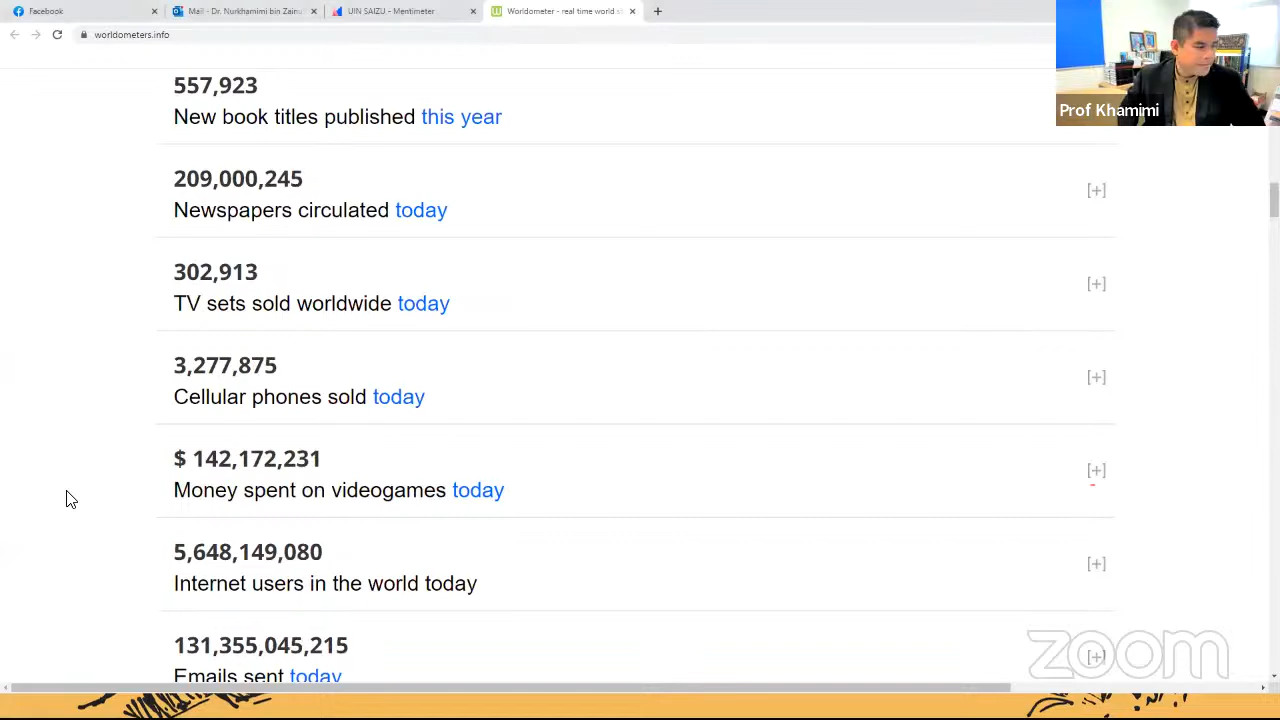 Facebook
Mail - Dr. Nurkhamimi bin Zainu
UIN SAIZU - Mentimeter
Worldometer - real time world st
worldometers.info
Prof Khamimi
557,923
New book titles published this year
209,000,245
[+]
Newspapers circulated today
302,913
[+]
TV sets sold worldwide today
3,277,875
[+]
Cellular phones sold today
$ 142,172,231
[+]
Money spent on videogames today
5,648,149,080
[+]
Internet users in the world today
131,355,045,215
[+]
Emails sent today
zoom